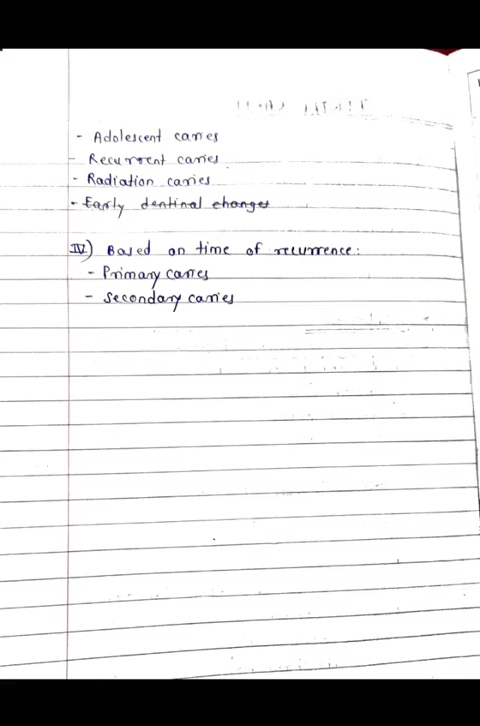 - Adolescent caries
- Recurrent caries
- Radiation caries
- Early dentinal changes
IV) Based on time of recurrence:
- Primary caries
- Secondary caries